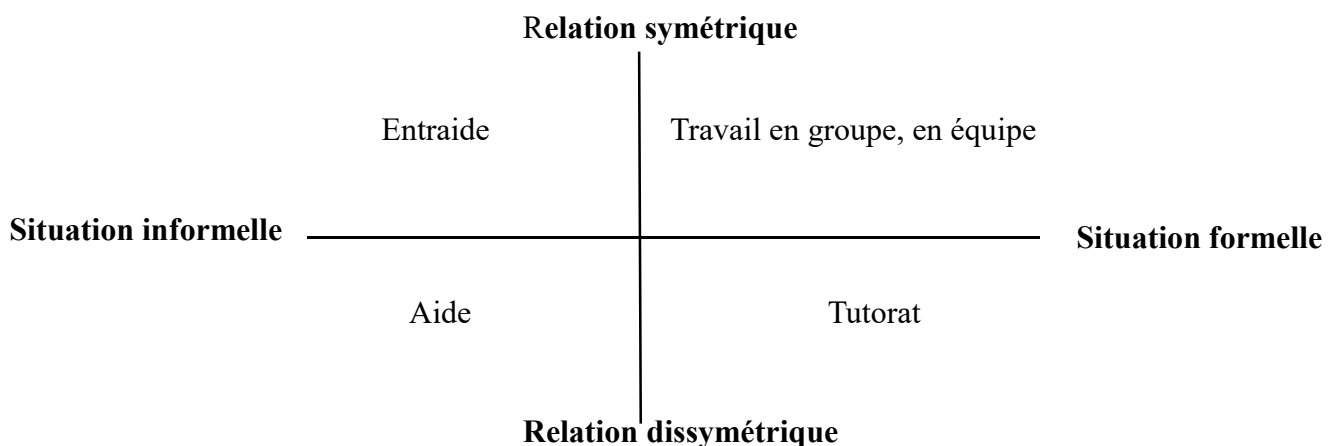 Relation symétrique
Entraide
Travail en groupe, en équipe
Situation informelle
Situation formelle
Aide
Tutorat
Relation dissymétrique